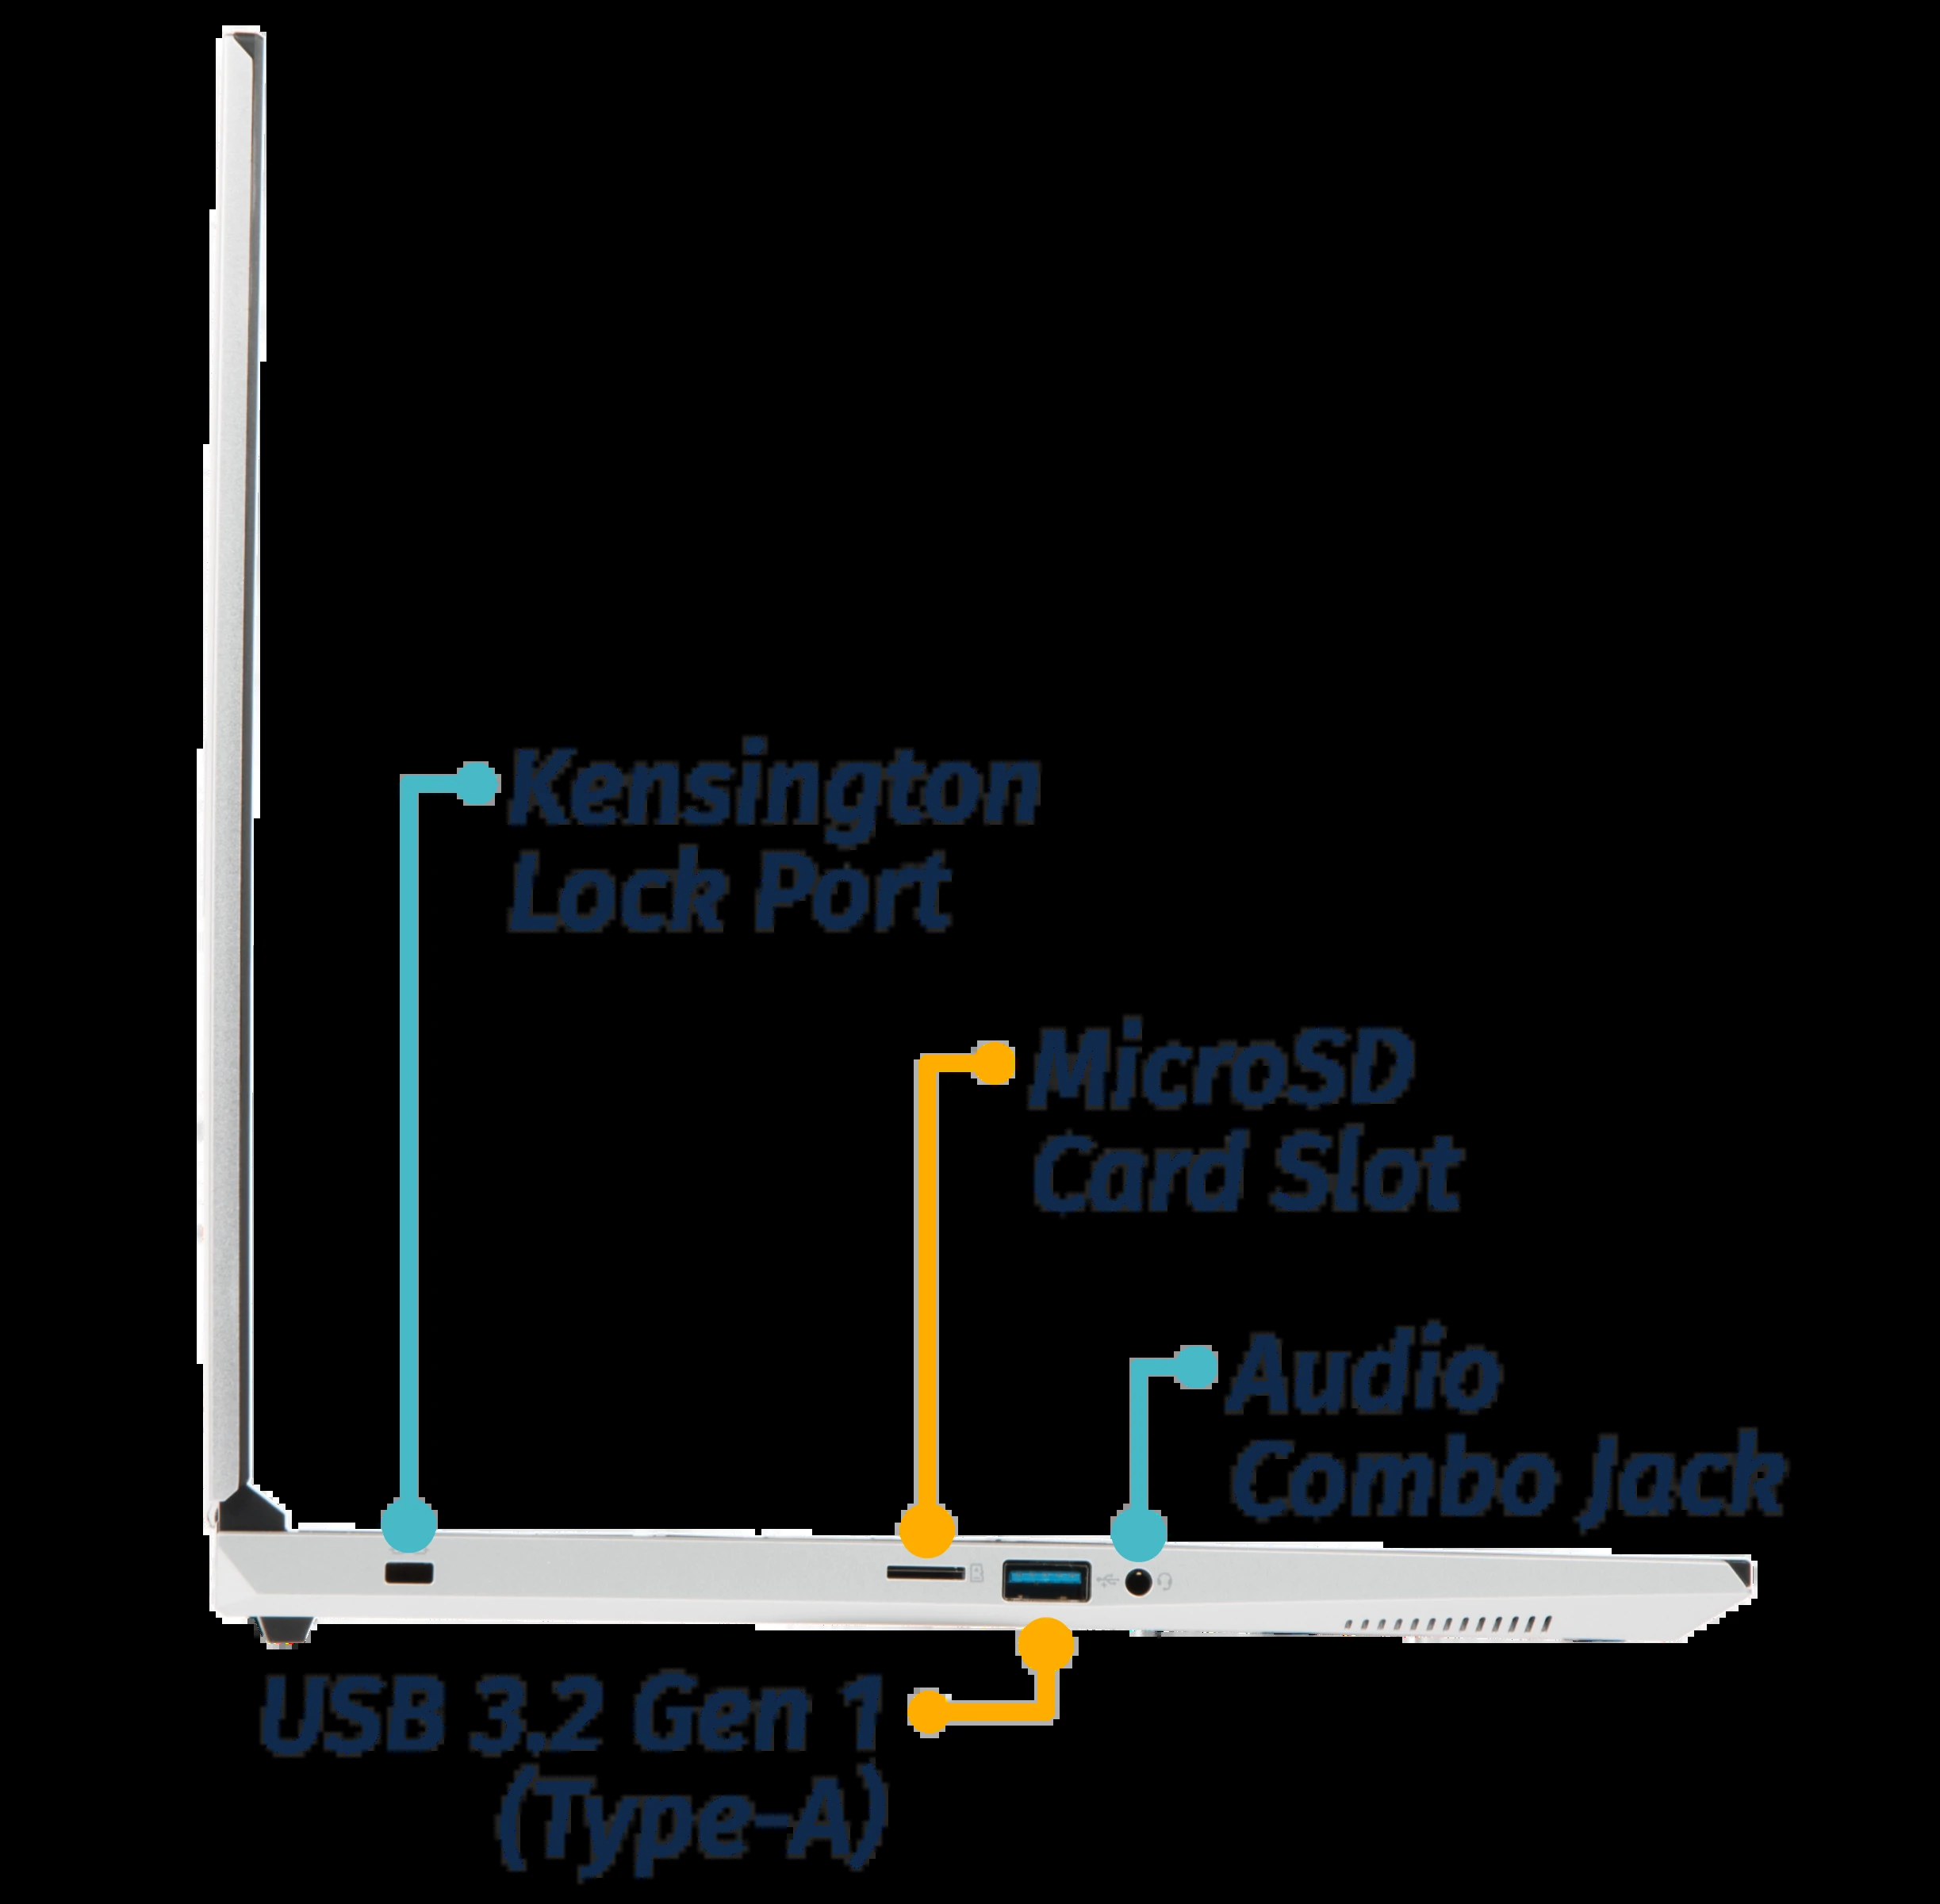 Kensington
Lock Port
MicroSD
Card Slot
Audio
Combo Jack
USB 3.2 Gen 1
(Type-A)